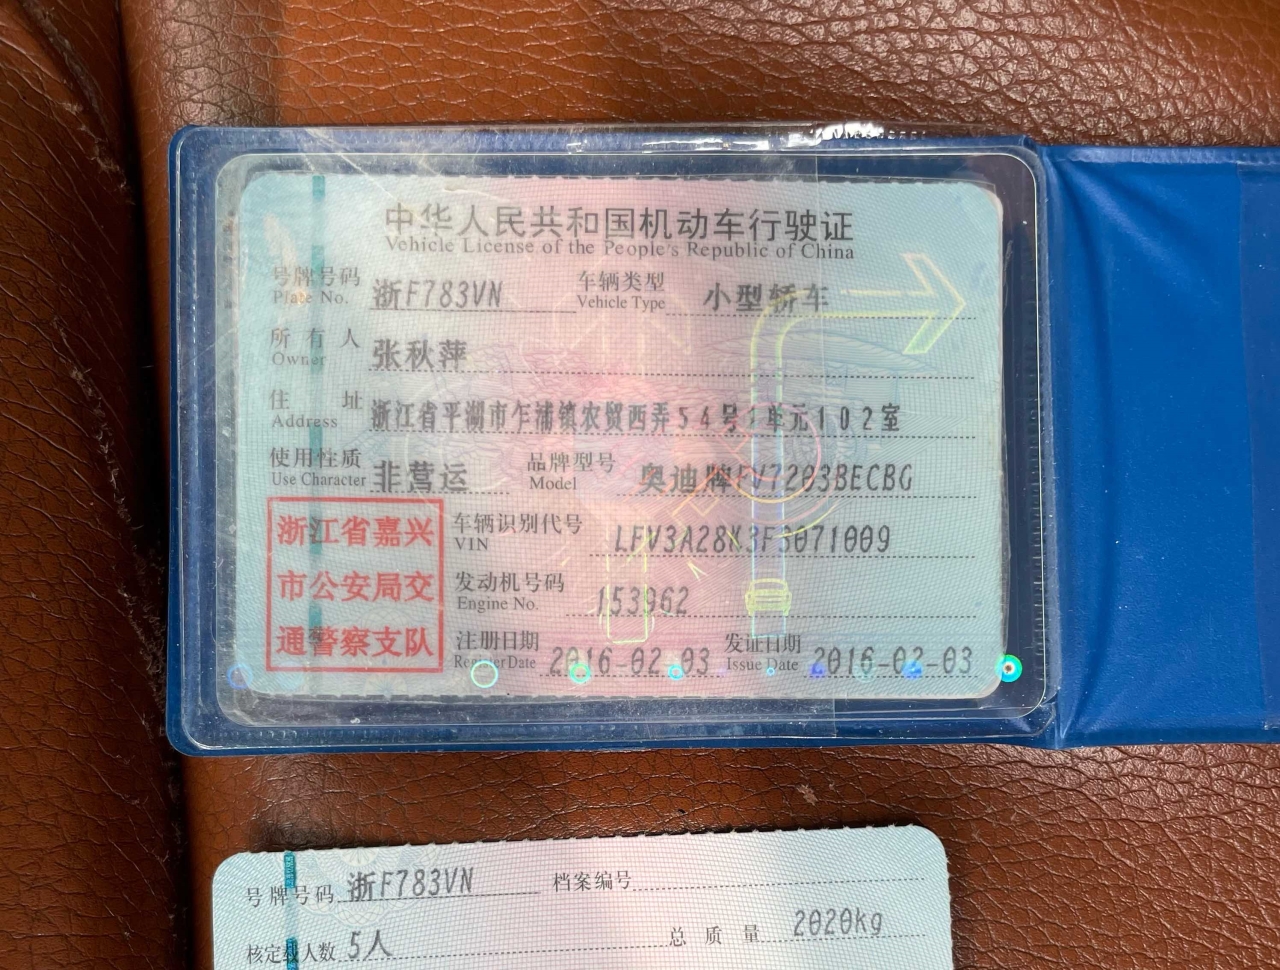 中华人民共和国机动车行驶证
Vehicle License of the People's Republic of China
号牌号码 浙F783VN 车辆类型 小型轿车
Plate No. Vehicle Type
所有人 张秋萍
Owner
住址 浙江省平湖市乍浦镇农贸西弄54号1单元102室
Address
使用性质 非营运 品牌型号 奥迪牌FV7203BECBG
Use Character Model
浙江省嘉兴
市公安局交
通警察支队
车辆识别代号 LFV3A28K3F3071009
VIN
发动机号码 153962
Engine No.
注册日期 2016-02-03 发证日期 2016-02-03
Register Date Issue Date
号牌号码 浙F783VN 档案编号
核定载人数 5人 总质量 2020kg